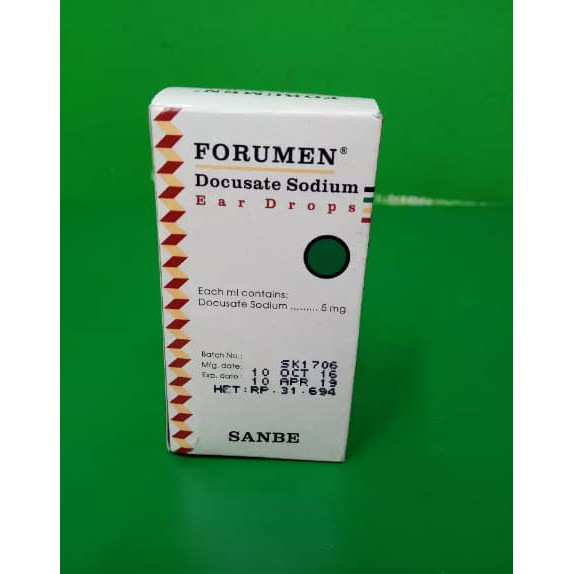 FORUMEN®
FORUMEN®
Docusate Sodium
Ear Drops
Each ml contains:
Docusate Sodium ......... 5 mg
Batch No.: SK1706
Mfg. date: 10 OCT 16
Exp. date: 10 APR 19
HET:RP.31.694
SANBE